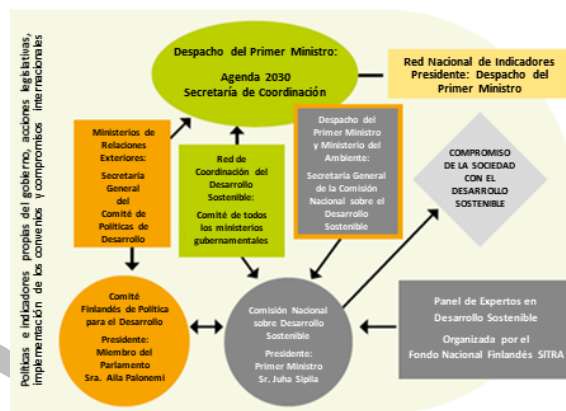 Políticas e indicadores propias del gobierno, acciones legislativas,
implementación de los convenios y compromisos internacionales
Despacho del Primer Ministro:
Agenda 2030
Secretaría de Coordinación
Red Nacional de Indicadores
Presidente: Despacho del
Primer Ministro
Ministerios de
Relaciones
Exteriores:
Secretaría
General
del
Comité de
Políticas de
Desarrollo
Red de
Coordinación del
Desarrollo
Sostenible:
Comité de todos
los ministerios
gubernamentales
Despacho del
Primer Ministro
y Ministerio del
Ambiente:
Secretaría General
de la Comisión
Nacional sobre el
Desarrollo
Sostenible
COMPROMISO
DE LA SOCIEDAD
CON EL
DESARROLLO
SOSTENIBLE
Comité
Finlandés de Política
para el Desarrollo
Presidente:
Miembro del
Parlamento
Sra. Aila Palonemi
Comisión Nacional
sobre Desarrollo
Sostenible
Presidente:
Primer Ministro
Sr. Juha Sipila
Panel de Expertos en
Desarrollo Sostenible
Organizada por el
Fondo Nacional Finlandés SITRA